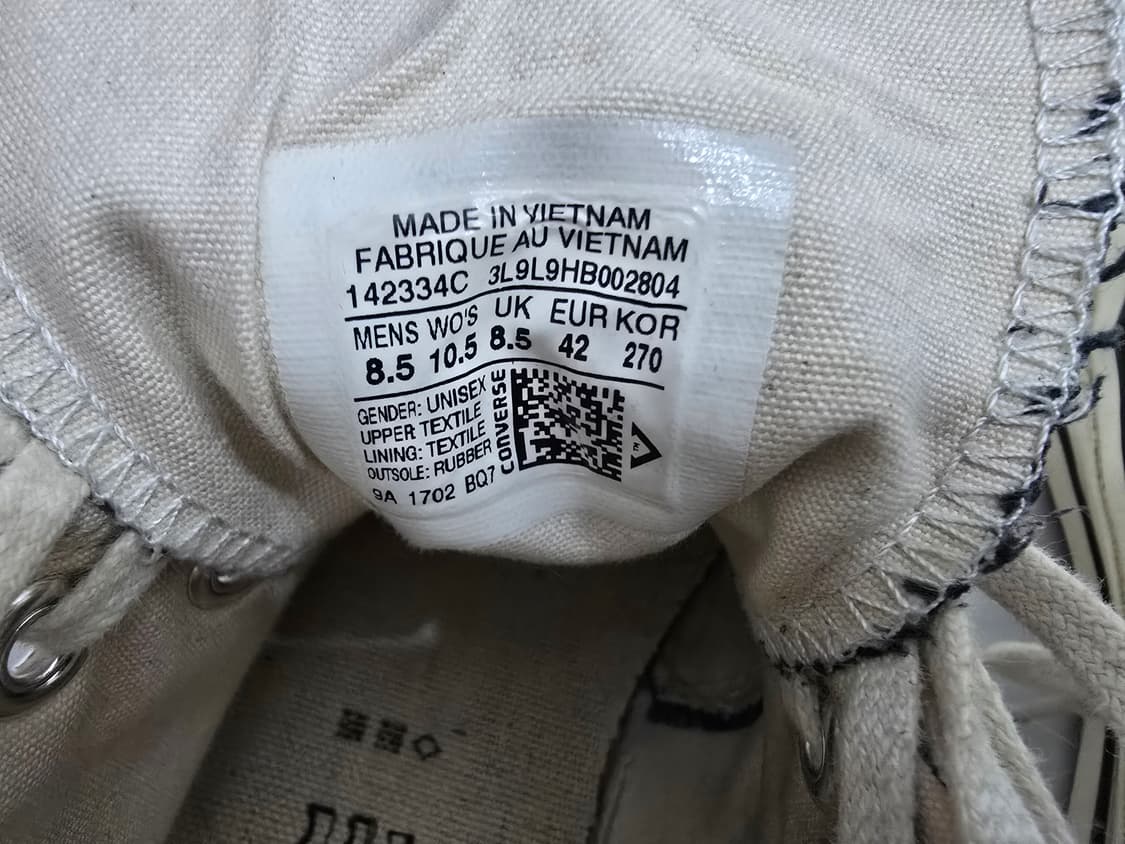 MADE IN VIETNAM
FABRIQUE AU VIETNAM
142334C 3L9L9HB002804
MENS WO'S UK EUR KOR
8.5 10.5 8.5 42 270
GENDER: UNISEX
UPPER TEXTILE
LINING: TEXTILE
OUTSOLE: RUBBER
9A 1702 BQ7
CONVERSE